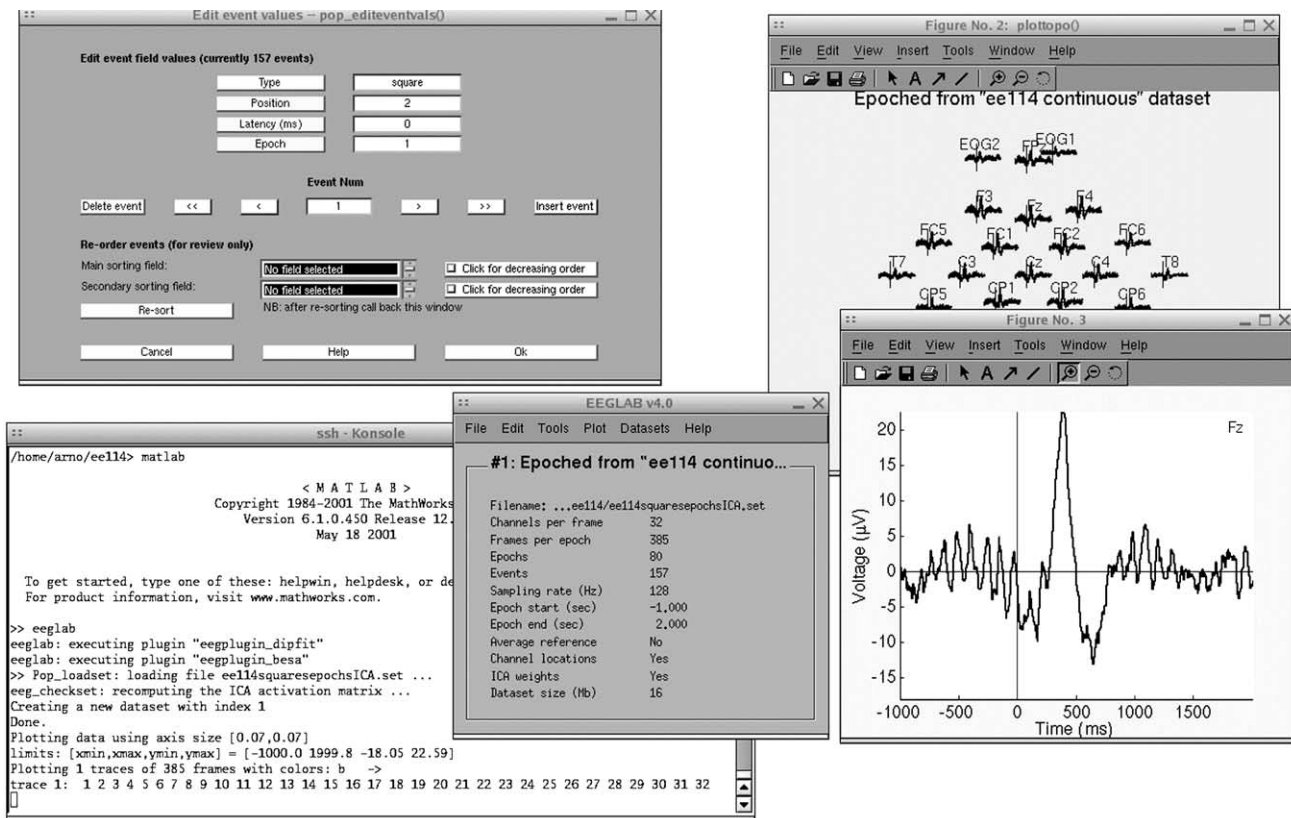 Edit event values -- pop_editeventvals()
Edit event field values (currently 157 events)
Type square
Position 2
Latency (ms) 0
Epoch 1
Event Num
Delete event << < 1 > >> Insert event
Re-order events (for review only)
Main sorting field: No field selected Click for decreasing order
Secondary sorting field: No field selected Click for decreasing order
Re-sort NB: after re-sorting call back this window
Cancel Help Ok
Figure No. 2: plottopo()
File Edit View Insert Tools Window Help
Epoched from "ee114 continuous" dataset
EOG2 FPz EOG1
F3 Fz F4
FC5 FC1 FC2 FC6
T7 C3 Cz C4 T8
CP5 CP1 CP2 CP6
Figure No. 3
File Edit View Insert Tools Window Help
Fz
20
15
10
5
0
-5
-10
-15
Voltage (µV)
-1000 -500 0 500 1000 1500
Time (ms)
EEGLAB v4.0
File Edit Tools Plot Datasets Help
#1: Epoched from "ee114 continuo...
Filename: ...ee114/ee114squaresepochsICA.set
Channels per frame 32
Frames per epoch 385
Epochs 80
Events 157
Sampling rate (Hz) 128
Epoch start (sec) -1.000
Epoch end (sec) 2.000
Average reference No
Channel locations Yes
ICA weights Yes
Dataset size (Mb) 16
ssh - Konsole
/home/arno/ee114> matlab
< M A T L A B >
Copyright 1984-2001 The MathWorks
Version 6.1.0.450 Release 12.
May 18 2001
To get started, type one of these: helpwin, helpdesk, or de
For product information, visit www.mathworks.com.
>> eeglab
eeglab: executing plugin "eegplugin_dipfit"
eeglab: executing plugin "eegplugin_besa"
>> Pop_loadset: loading file ee114squaresepochsICA.set ...
eeg_checkset: recomputing the ICA activation matrix ...
Creating a new dataset with index 1
Done.
Plotting data using axis size [0.07,0.07]
limits: [xmin,xmax,ymin,ymax] = [-1000.0 1999.8 -18.05 22.59]
Plotting 1 traces of 385 frames with colors: b ->
trace 1: 1 2 3 4 5 6 7 8 9 10 11 12 13 14 15 16 17 18 19 20 21 22 23 24 25 26 27 28 29 30 31 32